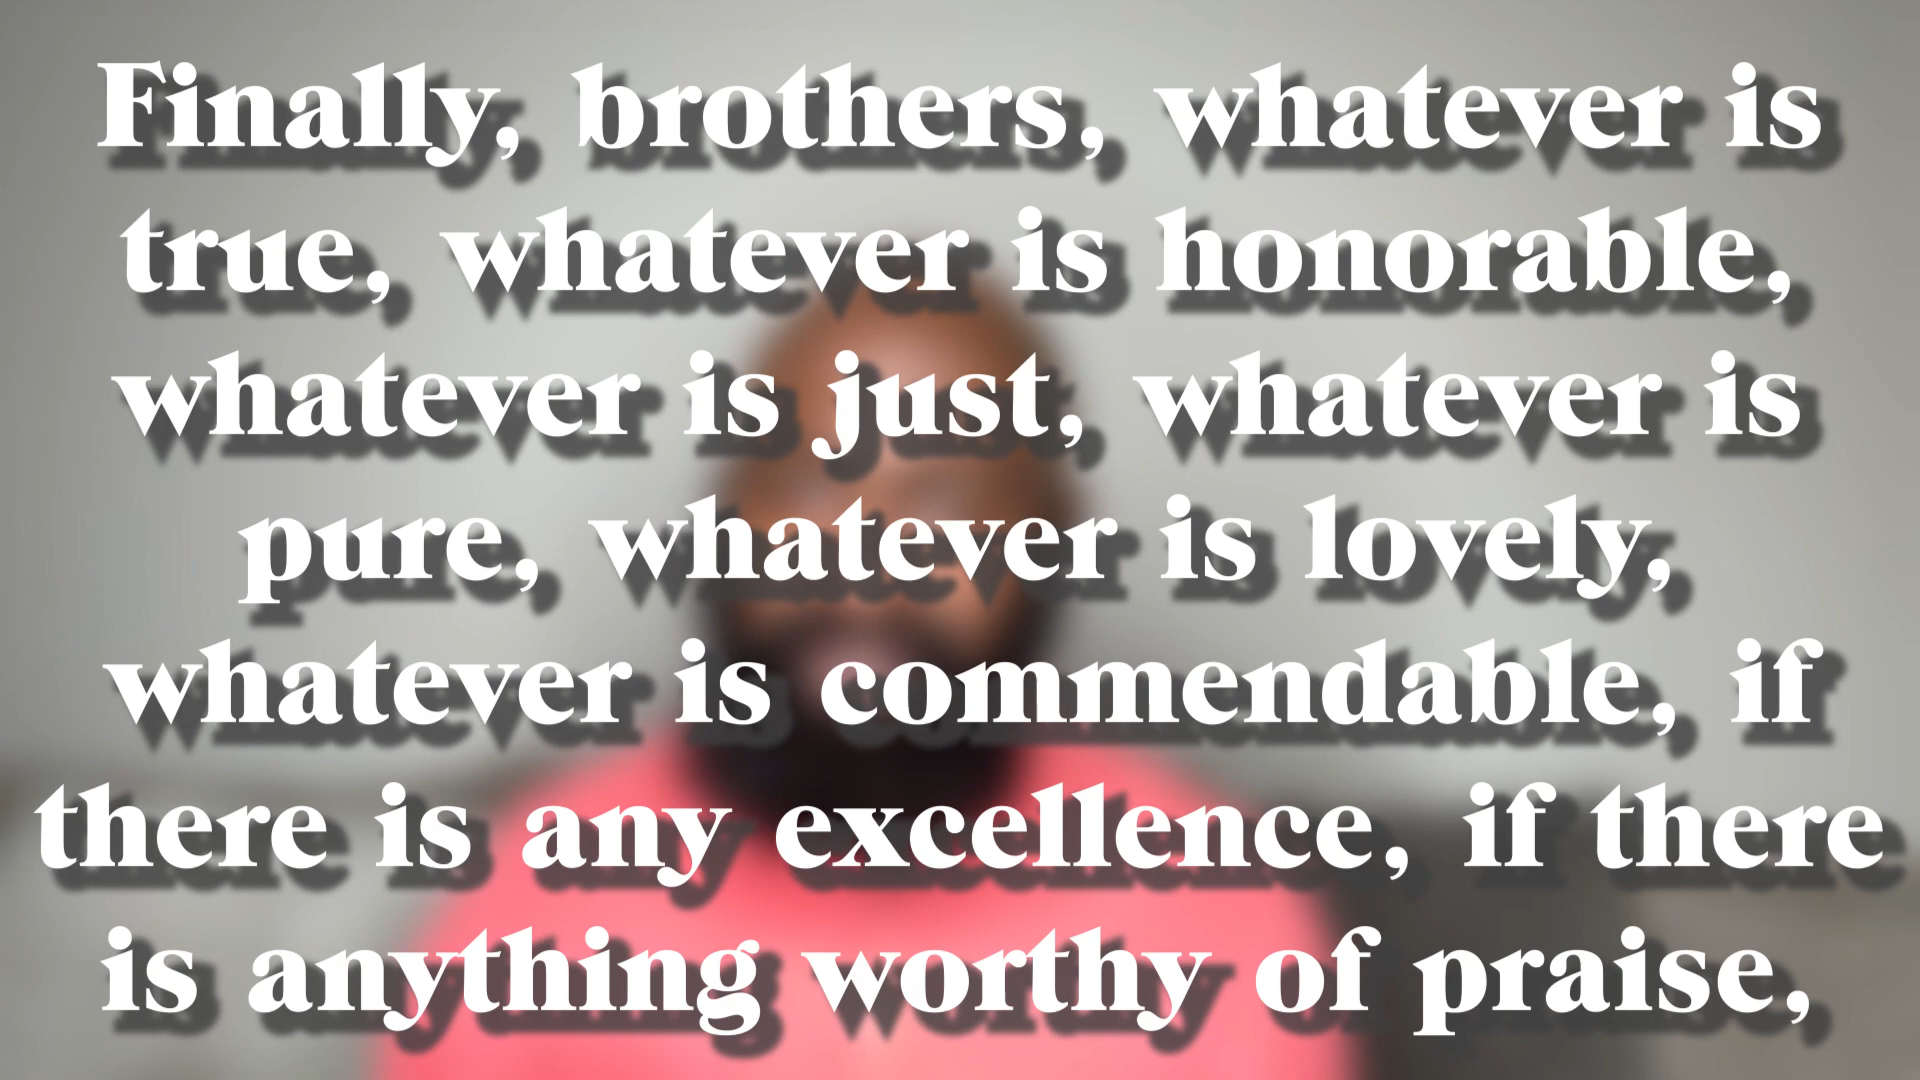 Finally, brothers, whatever is
true, whatever is honorable,
whatever is just, whatever is
pure, whatever is lovely,
whatever is commendable, if
there is any excellence, if there
is anything worthy of praise,